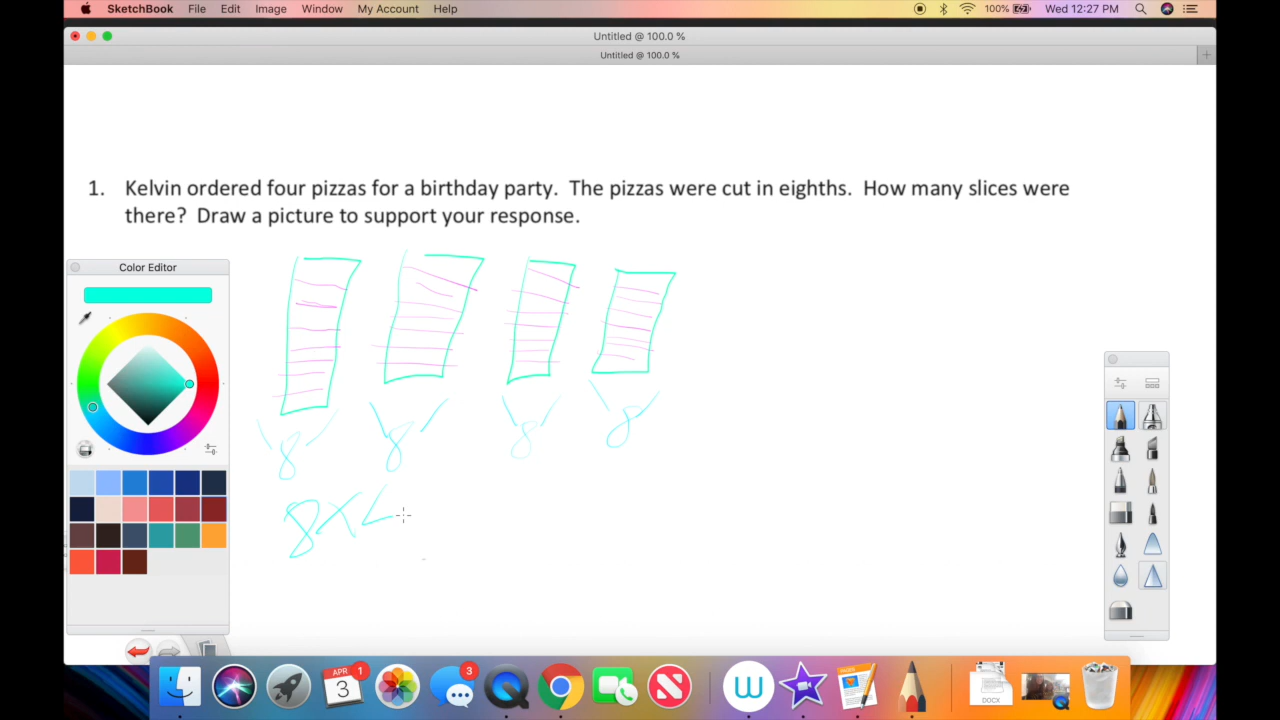 SketchBook File Edit Image Window My Account Help 100% Wed 12:27 PM
Untitled @ 100.0 %
Untitled @ 100.0 %
1. Kelvin ordered four pizzas for a birthday party. The pizzas were cut in eighths. How many slices were
there? Draw a picture to support your response.
Color Editor
8 8 8 8
8x
APR 1
3
3
DOCX